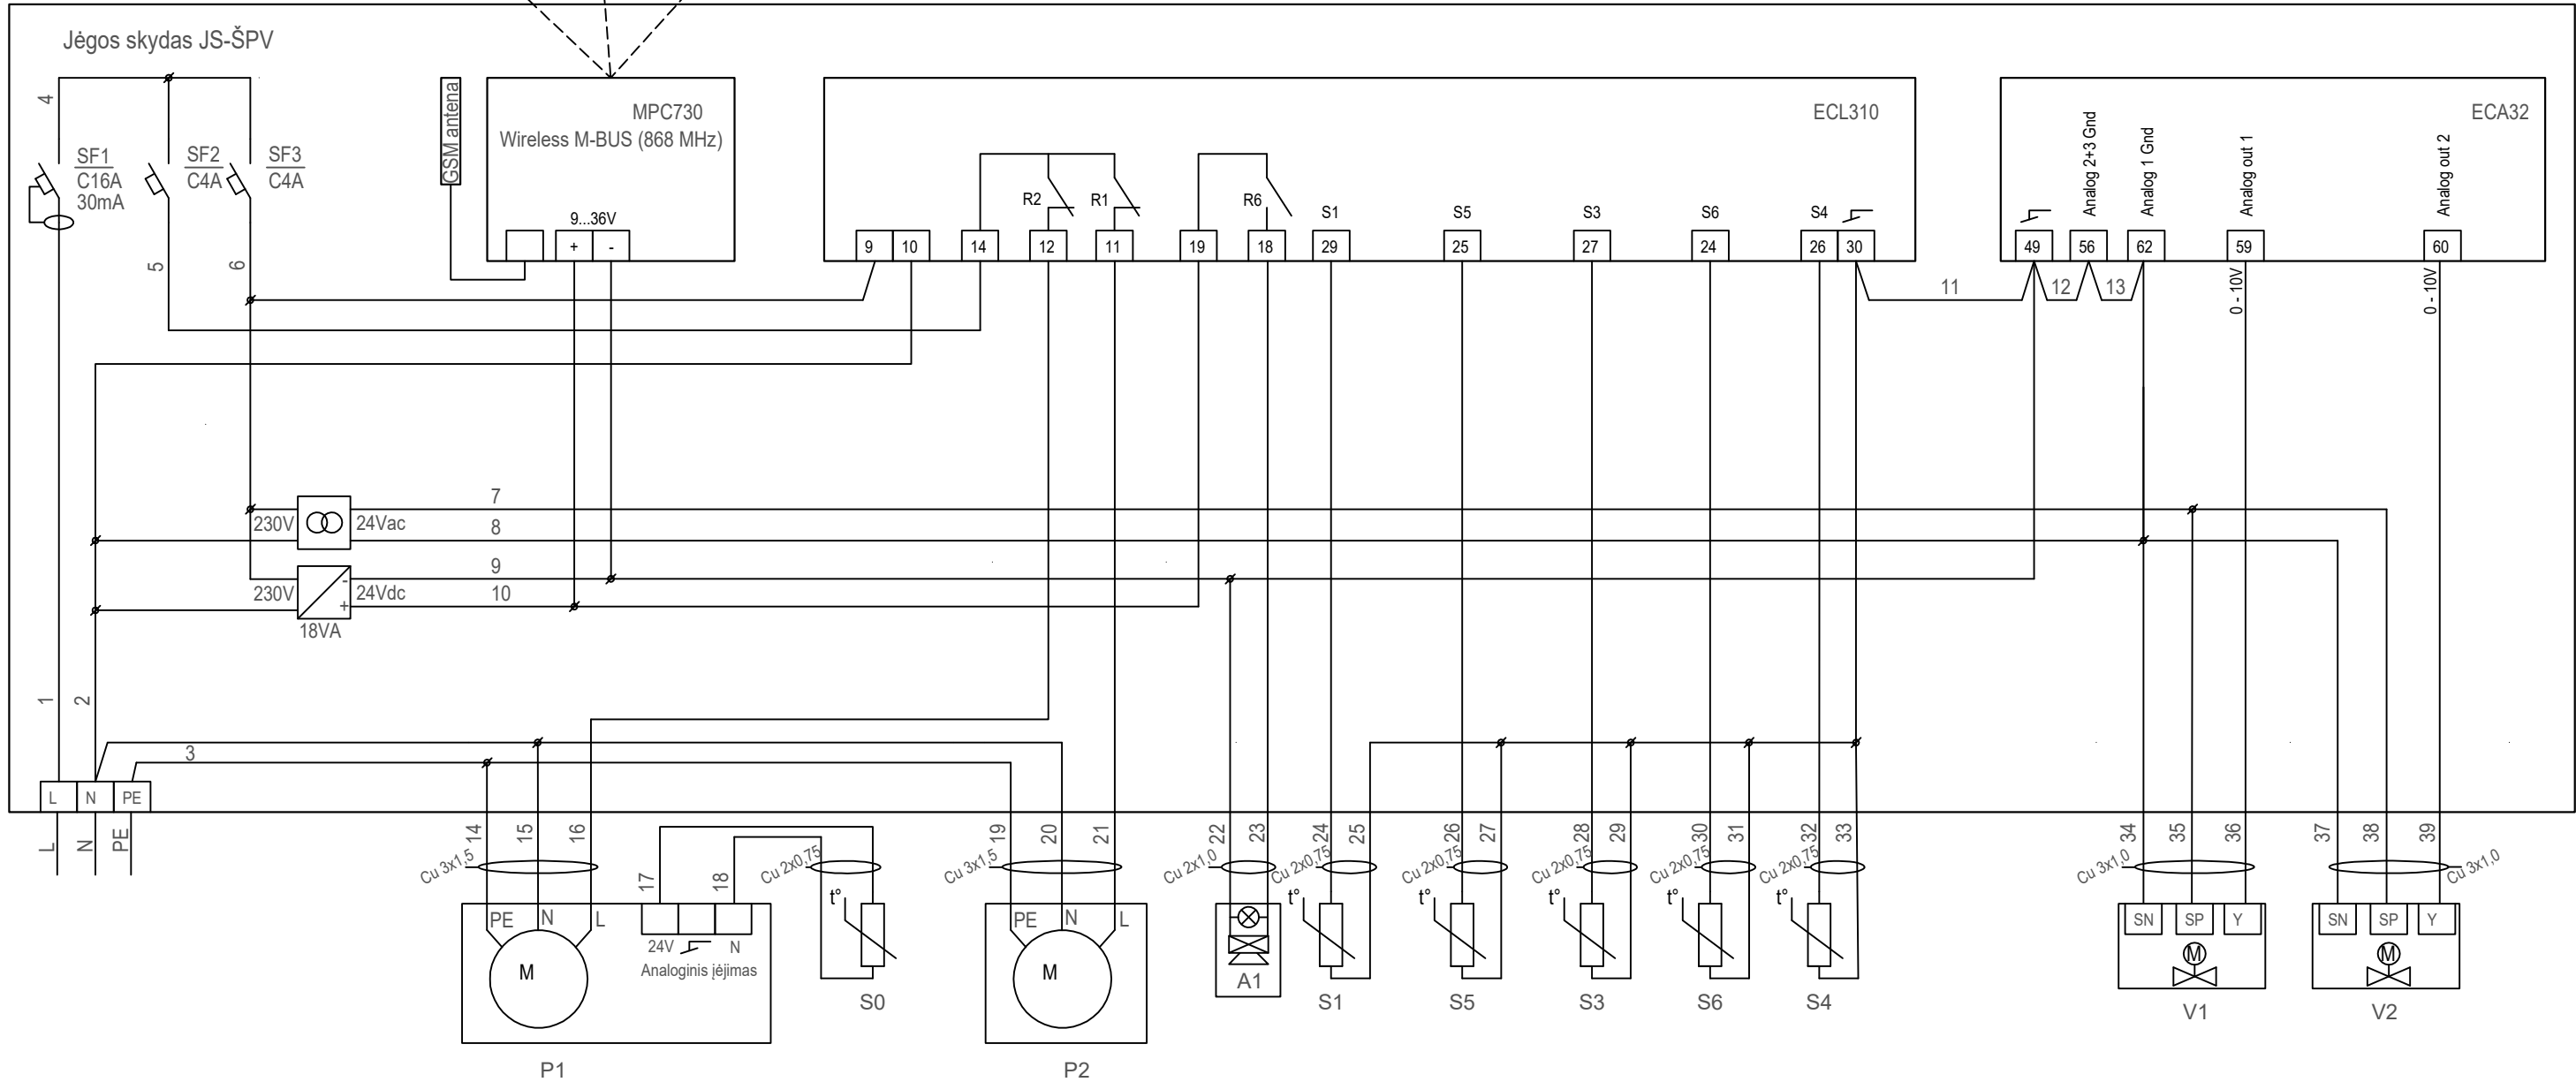 Jėgos skydas JS-ŠPV
4
SF1
C16A
30mA
SF2
C4A
SF3
C4A
5
6
GSM antena
MPC730
Wireless M-BUS (868 MHz)
9...36V
+
-
ECL310
R2
R1
R6
S1
S5
S3
S6
S4
9
10
14
12
11
19
18
29
25
27
24
26
30
ECA32
Analog 2+3 Gnd
Analog 1 Gnd
Analog out 1
Analog out 2
49
56
62
59
60
11
12
13
0 - 10V
0 - 10V
7
230V
24Vac
8
9
-
230V
24Vdc
10
+
18VA
1
2
3
L
N
PE
L
N
PE
14
15
16
Cu 3x1,5
17
18
Cu 2x0,75
19
20
21
Cu 3x1,5
22
23
Cu 2x1,0
24
25
Cu 2x0,75
26
27
Cu 2x0,75
28
29
Cu 2x0,75
30
31
Cu 2x0,75
32
33
Cu 2x0,75
34
35
36
Cu 3x1,0
37
38
39
Cu 3x1,0
PE
N
L
M
24V
N
Analoginis įėjimas
t°
S0
P1
PE
N
L
M
P2
A1
t°
S1
t°
S5
t°
S3
t°
S6
t°
S4
SN
SP
Y
M
V1
SN
SP
Y
M
V2